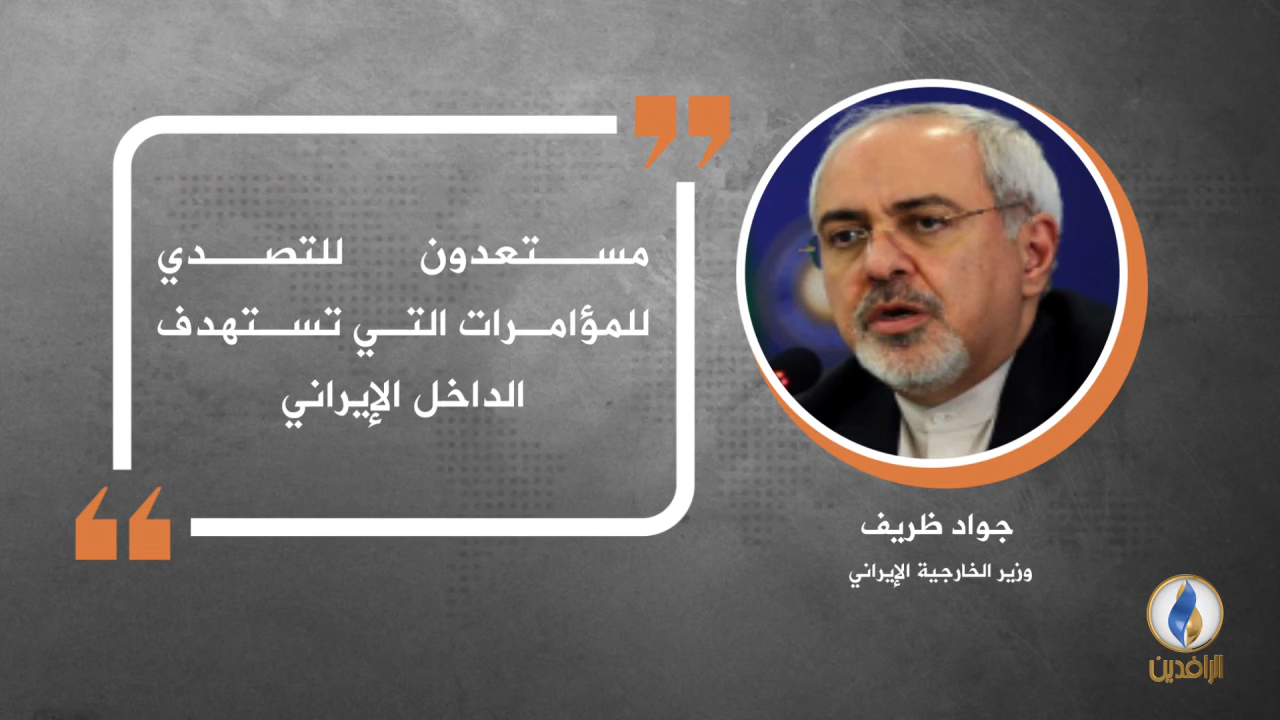 مستعدون للتصدي
للمؤامرات التي تستهدف
الداخل الإيراني
جواد ظريف
وزير الخارجية الإيراني
الرافدين